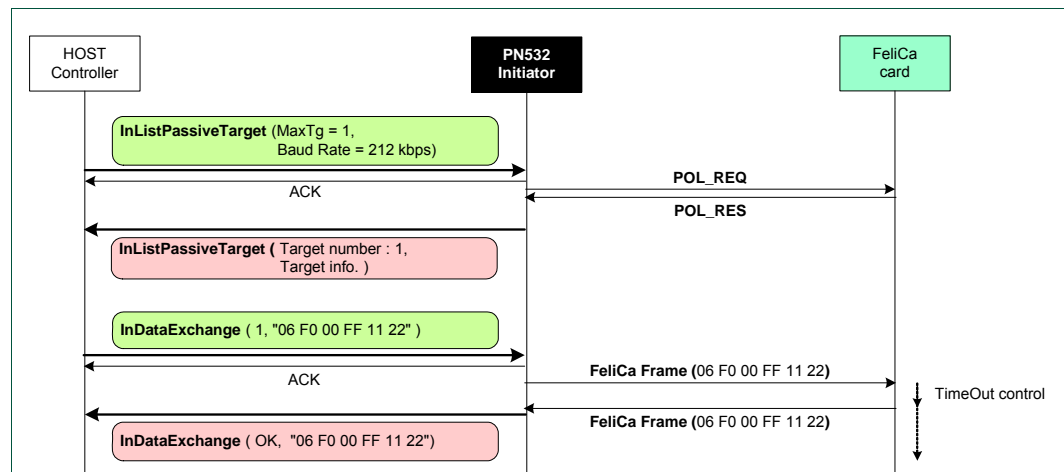 HOST
Controller
PN532
Initiator
FeliCa
card
InListPassiveTarget (MaxTg = 1,
Baud Rate = 212 kbps)
ACK
POL_REQ
POL_RES
InListPassiveTarget ( Target number : 1,
Target info. )
InDataExchange ( 1, "06 F0 00 FF 11 22" )
ACK
FeliCa Frame (06 F0 00 FF 11 22)
TimeOut control
FeliCa Frame (06 F0 00 FF 11 22)
InDataExchange ( OK, "06 F0 00 FF 11 22")